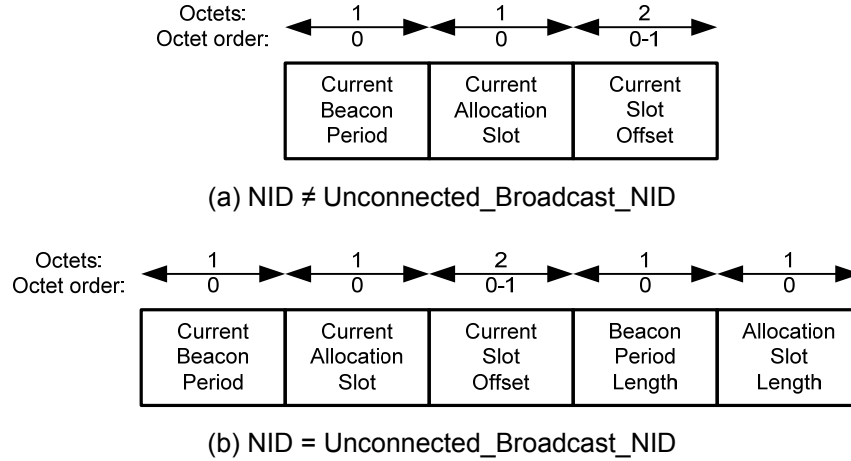 Octets: 1 1 2
Octet order: 0 0 0-1
Current Current Current
Beacon Allocation Slot
Period Slot Offset
(a) NID ≠ Unconnected_Broadcast_NID
Octets: 1 1 2 1 1
Octet order: 0 0 0-1 0 0
Current Current Current Beacon Allocation
Beacon Allocation Slot Period Slot
Period Slot Offset Length Length
(b) NID = Unconnected_Broadcast_NID